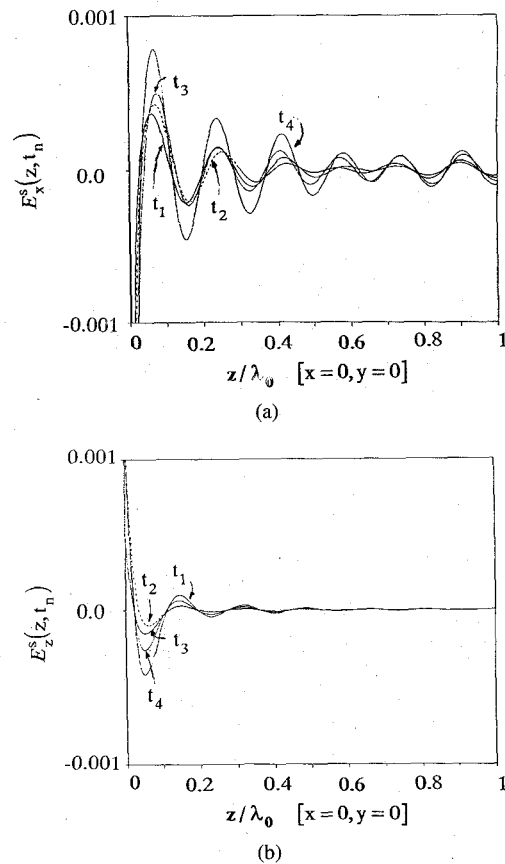 0.001
t₃
t₄
E_x^s(z,t_n)
0.0
t₁
t₂
-0.001
0 0.2 0.4 0.6 0.8 1
z/λ₀ [x=0,y=0]
(a)
0.001
t₁
t₂
E_z^s(z,t_n)
0.0
t₃
t₄
-0.001
0 0.2 0.4 0.6 0.8 1
z/λ₀ [x=0,y=0]
(b)